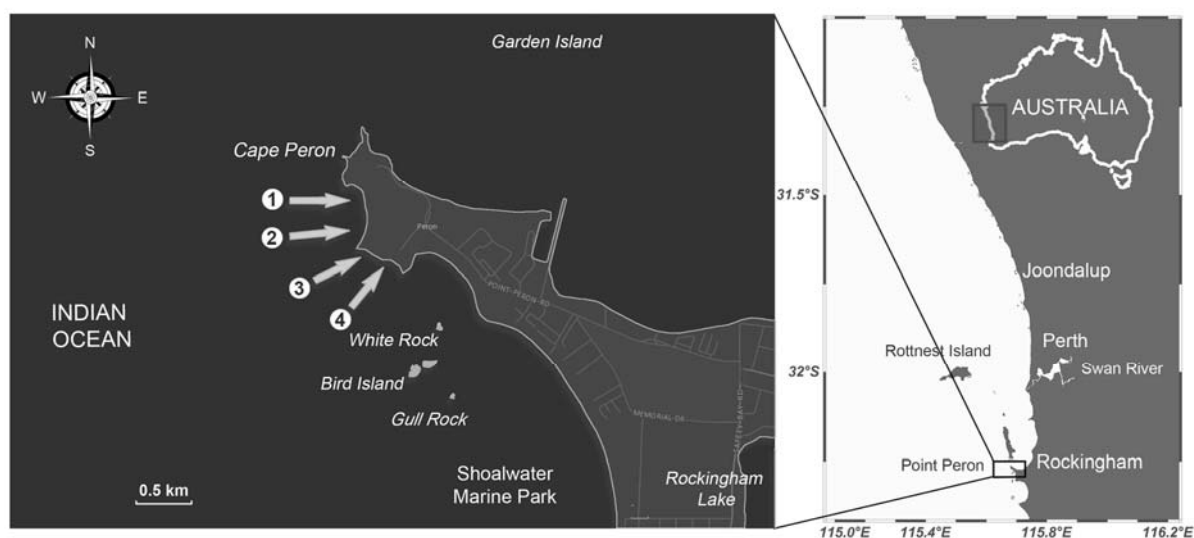 N
W
E
S
Garden Island
Cape Peron
1
2
3
4
Peron
POINT-PERON-RD
INDIAN
OCEAN
White Rock
Bird Island
Gull Rock
MEMORIAL-DR
Shoalwater
Marine Park
Rockingham
Lake
0.5 km
AUSTRALIA
31.5°S
Joondalup
Perth
Rottnest Island
Swan River
32°S
Point Peron
Rockingham
115.0°E
115.4°E
115.8°E
116.2°E